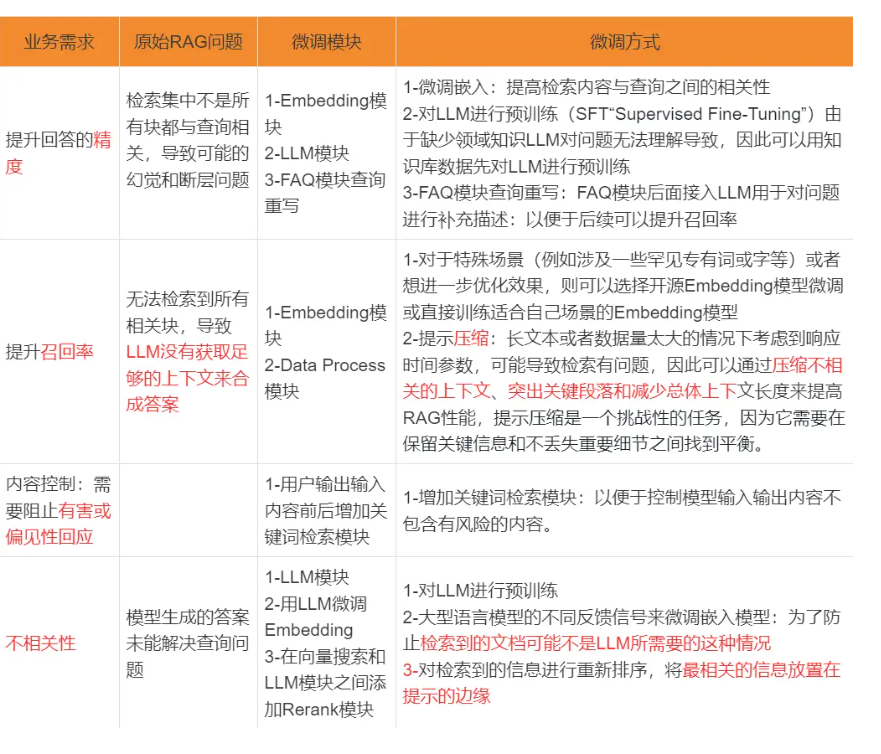 业务需求
原始RAG问题
微调模块
微调方式
提升回答的精
度
检索集中不是所
有块都与查询相
关，导致可能的
幻觉和断层问题
1-Embedding模
块
2-LLM模块
3-FAQ模块查询
重写
1-微调嵌入：提高检索内容与查询之间的相关性
2-对LLM进行预训练（SFT“Supervised Fine-Tuning”）由
于缺少领域知识LLM对问题无法理解导致，因此可以用知
识库数据先对LLM进行预训练
3-FAQ模块查询重写：FAQ模块后面接入LLM用于对问题
进行补充描述：以便于后续可以提升召回率
提升召回率
无法检索到所有
相关块，导致
LLM没有获取足
够的上下文来合
成答案
1-Embedding模
块
2-Data Process
模块
1-对于特殊场景（例如涉及一些罕见专有词或字等）或者
想进一步优化效果，则可以选择开源Embedding模型微调
或直接训练适合自己场景的Embedding模型
2-提示压缩：长文本或者数据量太大的情况下考虑到响应
时间参数，可能导致检索有问题，因此可以通过压缩不相
关的上下文、突出关键段落和减少总体上下文长度来提高
RAG性能，提示压缩是一个挑战性的任务，因为它需要在
保留关键信息和不丢失重要细节之间找到平衡。
内容控制：需
要阻止有害或
偏见性回应
1-用户输出输入
内容前后增加关
键词检索模块
1-增加关键词检索模块：以便于控制模型输入输出内容不
包含有风险的内容。
不相关性
模型生成的答案
未能解决查询问
题
1-LLM模块
2-用LLM微调
Embedding
3-在向量搜索和
LLM模块之间添
加Rerank模块
1-对LLM进行预训练
2-大型语言模型的不同反馈信号来微调嵌入模型：为了防
止检索到的文档可能不是LLM所需要的这种情况
3-对检索到的信息进行重新排序，将最相关的信息放置在
提示的边缘